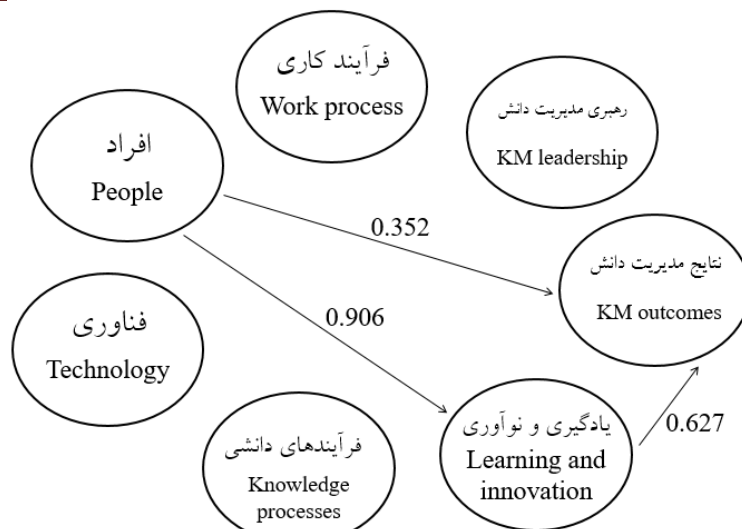 فرآیند کاری
Work process
رهبری مدیریت دانش
KM leadership
افراد
People
0.352
نتایج مدیریت دانش
KM outcomes
فناوری
Technology
0.906
یادگیری و نوآوری
Learning and
innovation
0.627
فرآیندهای دانشی
Knowledge
processes